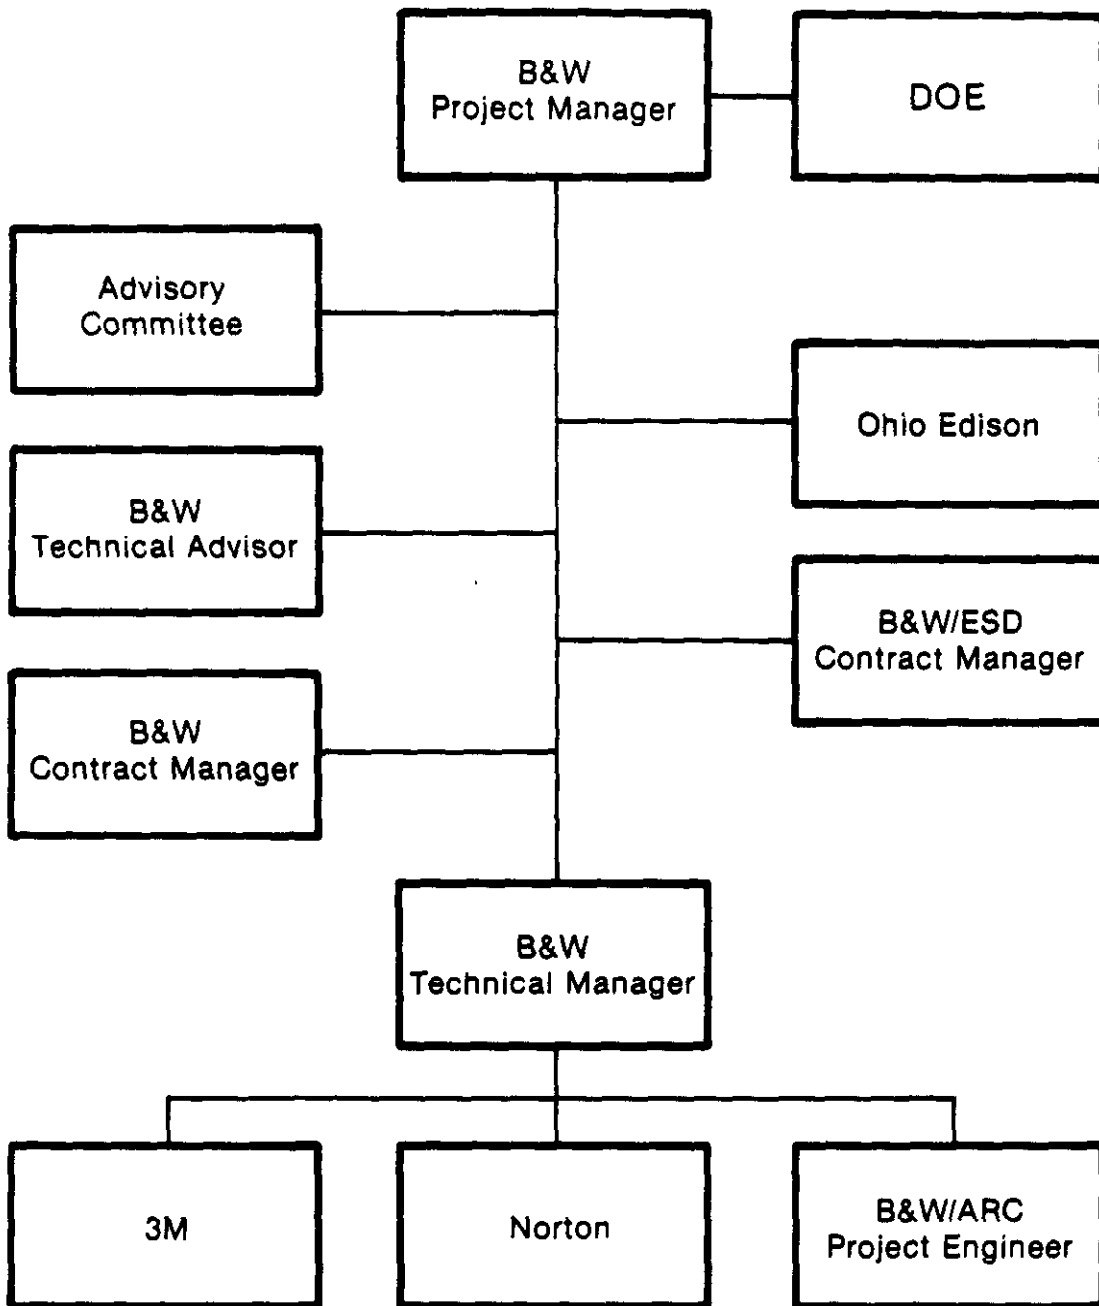 B&W
Project Manager
DOE
Advisory
Committee
Ohio Edison
B&W
Technical Advisor
B&W/ESD
Contract Manager
B&W
Contract Manager
B&W
Technical Manager
3M
Norton
B&W/ARC
Project Engineer